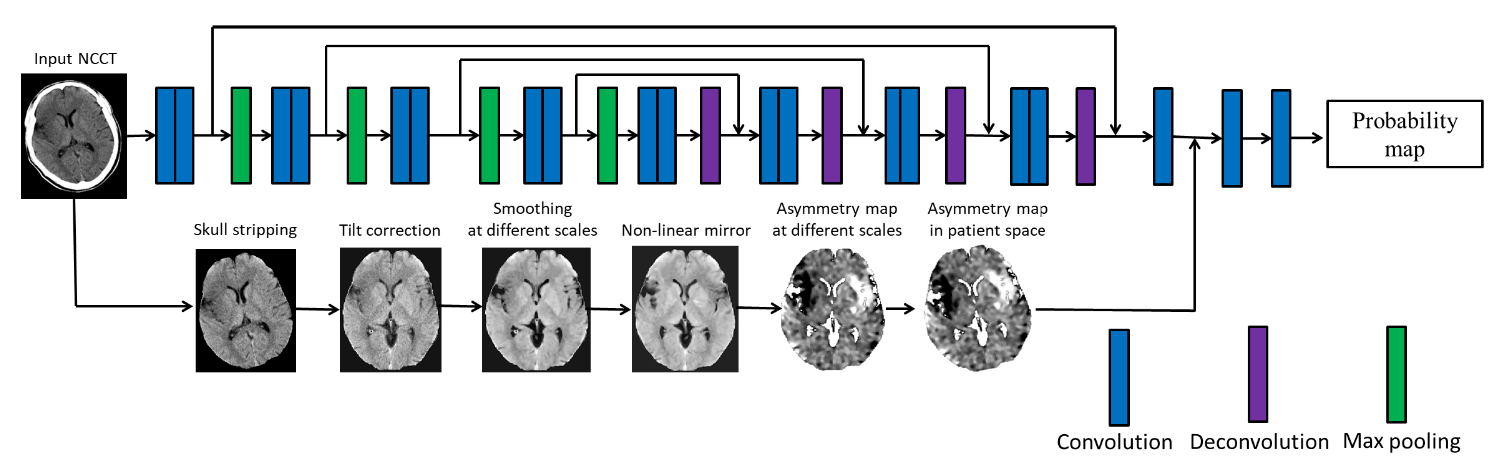 Input NCCT
Probability
map
Skull stripping
Tilt correction
Smoothing
at different scales
Non-linear mirror
Asymmetry map
at different scales
Asymmetry map
in patient space
Convolution
Deconvolution
Max pooling